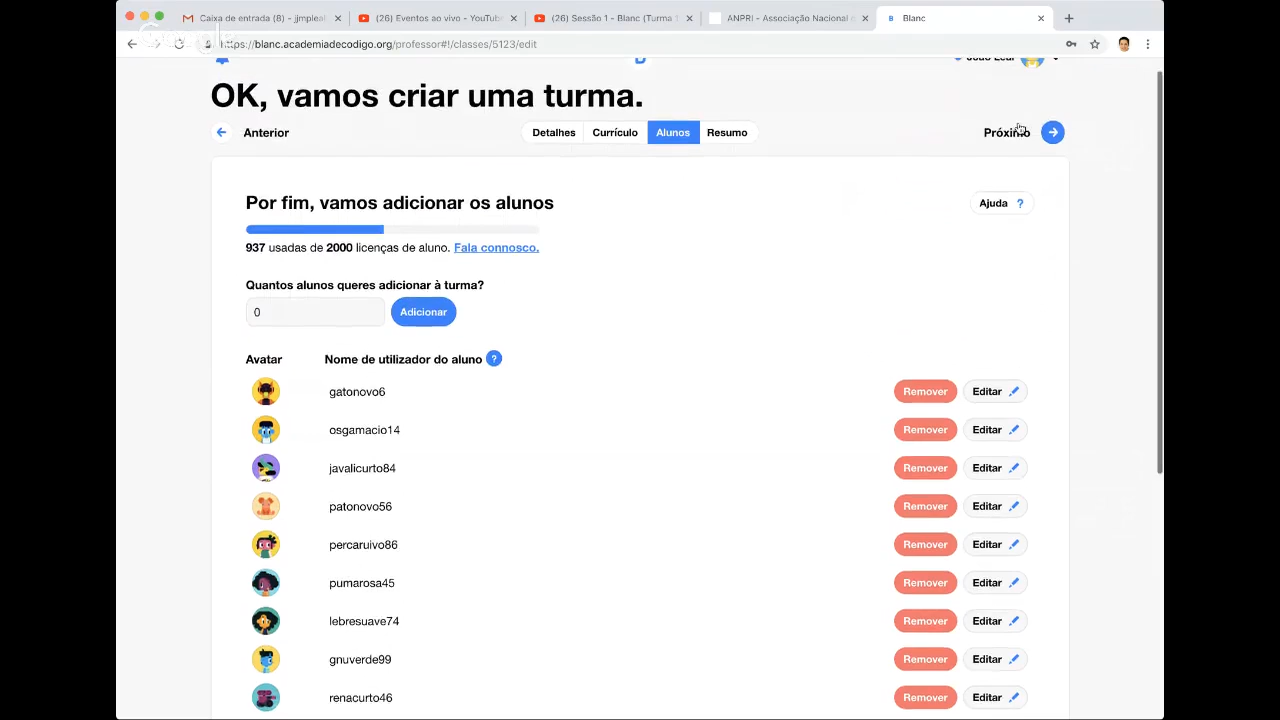 Caixa de entrada (8) - jjmpleal
(26) Eventos ao vivo - YouTube
(26) Sessão 1 - Blanc (Turma 1
ANPRI - Associação Nacional d
B Blanc
https://blanc.academiadecodigo.org/professor#!/classes/5123/edit
João Leal
OK, vamos criar uma turma.
Anterior
Detalhes
Currículo
Alunos
Resumo
Próximo
Por fim, vamos adicionar os alunos
Ajuda ?
937 usadas de 2000 licenças de aluno. Fala connosco.
Quantos alunos queres adicionar à turma?
0
Adicionar
Avatar Nome de utilizador do aluno ?
gatonovo6 Remover Editar
osgamacio14 Remover Editar
javalicurto84 Remover Editar
patonovo56 Remover Editar
percaruivo86 Remover Editar
pumarosa45 Remover Editar
lebresuave74 Remover Editar
gnuverde99 Remover Editar
renacurto46 Remover Editar